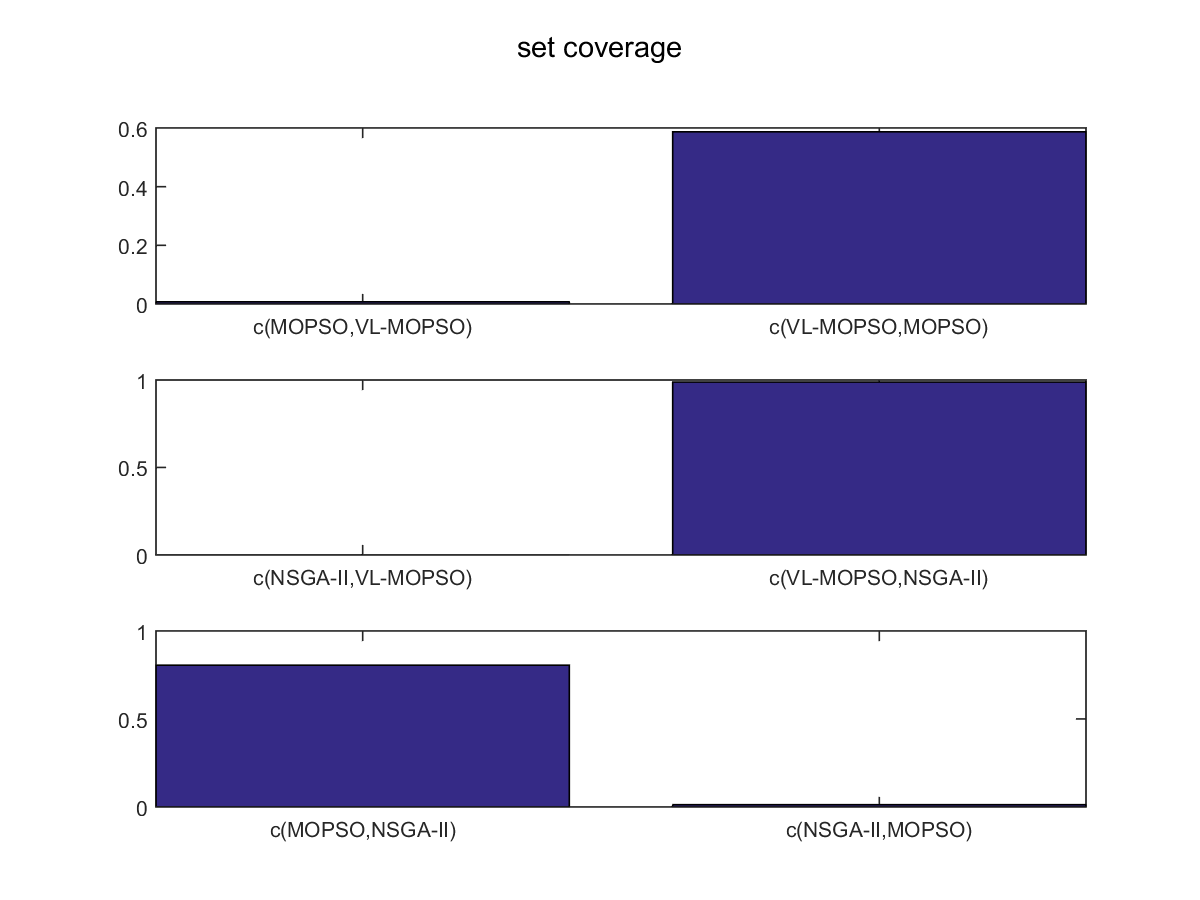 set coverage
0.6
0.4
0.2
0
c(MOPSO,VL-MOPSO) c(VL-MOPSO,MOPSO)
1
0.5
0
c(NSGA-II,VL-MOPSO) c(VL-MOPSO,NSGA-II)
1
0.5
0
c(MOPSO,NSGA-II) c(NSGA-II,MOPSO)